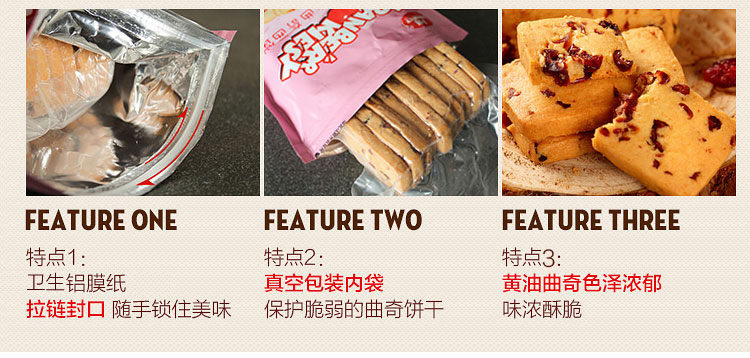 FEATURE ONE
特点1:
卫生铝膜纸
拉链封口 随手锁住美味
FEATURE TWO
特点2:
真空包装内袋
保护脆弱的曲奇饼干
FEATURE THREE
特点3:
黄油曲奇色泽浓郁
味浓酥脆